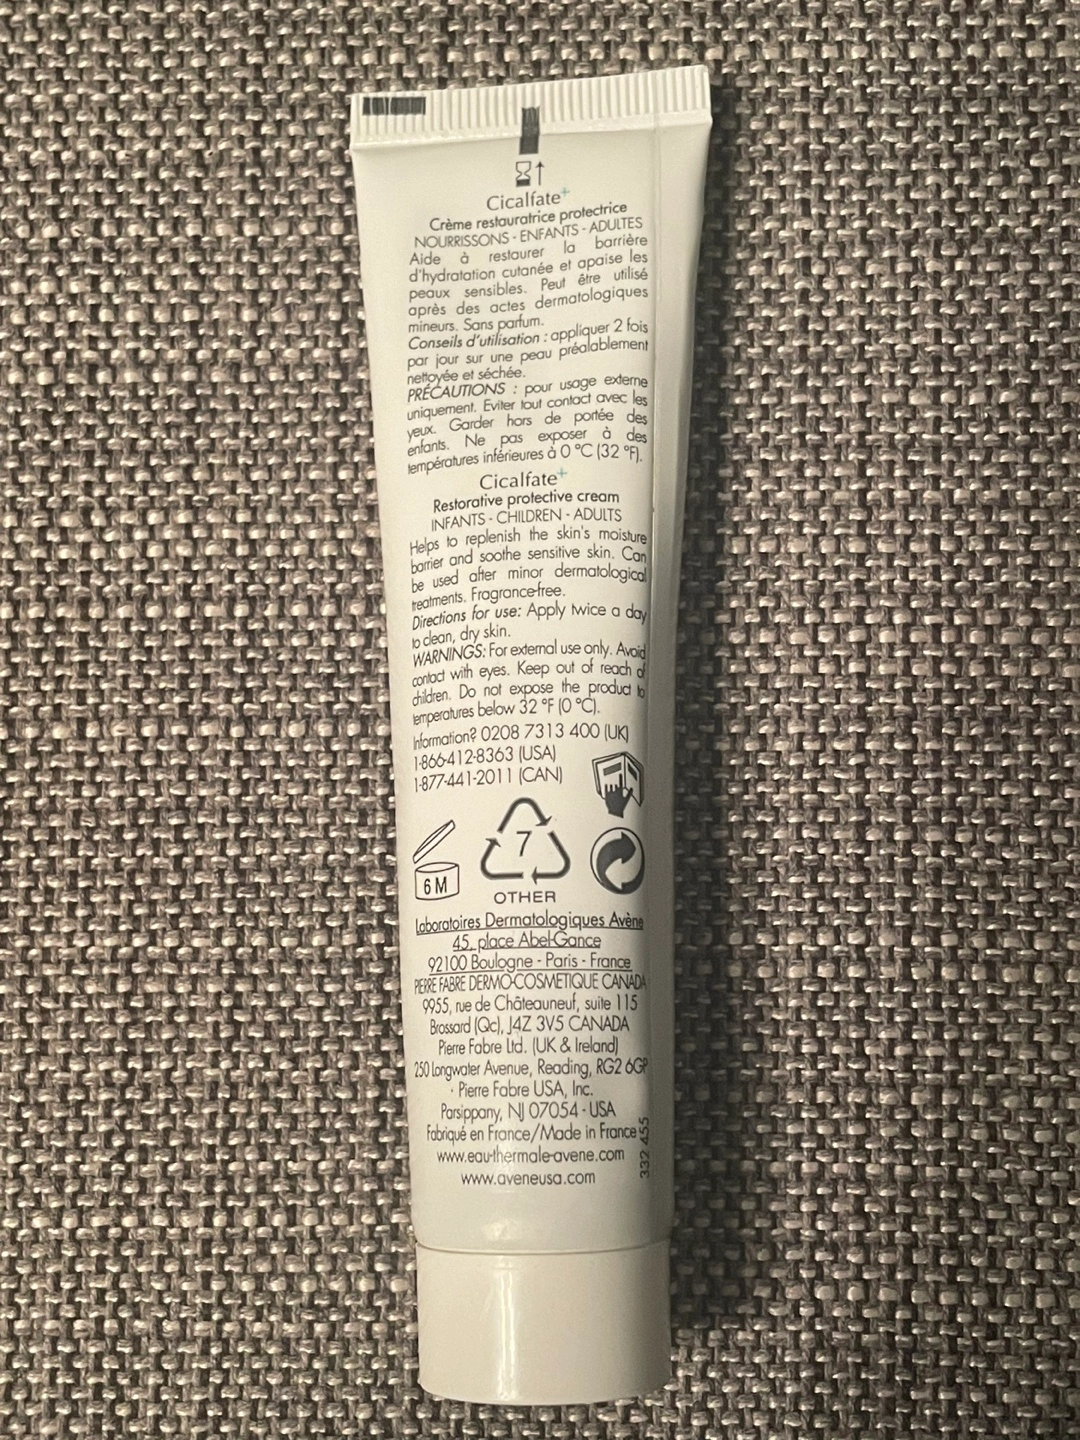 Cicalfate+
Crème restauratrice protectrice
NOURRISSONS - ENFANTS - ADULTES
Aide à restaurer la barrière
d'hydratation cutanée et apaise les
peaux sensibles. Peut être utilisé
après des actes dermatologiques
mineurs. Sans parfum.
Conseils d'utilisation : appliquer 2 fois
par jour sur une peau préalablement
nettoyée et séchée.
PRÉCAUTIONS : pour usage externe
uniquement. Eviter tout contact avec les
yeux. Garder hors de portée des
enfants. Ne pas exposer à des
températures inférieures à 0 °C (32 °F).
Cicalfate+
Restorative protective cream
INFANTS - CHILDREN - ADULTS
Helps to replenish the skin's moisture
barrier and soothe sensitive skin. Can
be used after minor dermatological
treatments. Fragrance-free.
Directions for use: Apply twice a day
to clean, dry skin.
WARNINGS: For external use only. Avoid
contact with eyes. Keep out of reach of
children. Do not expose the product to
temperatures below 32 °F (0 °C).
Information? 0208 7313 400 (UK)
1-866-412-8363 (USA)
1-877-441-2011 (CAN)
6 M
7
OTHER
Laboratoires Dermatologiques Avène
45, place Abel-Gance
92100 Boulogne - Paris - France
PIERRE FABRE DERMO-COSMETIQUE CANADA
9955, rue de Châteauneuf, suite 115
Brossard (Qc), J4Z 3V5 CANADA
Pierre Fabre Ltd. (UK & Ireland)
250 Longwater Avenue, Reading, RG2 6GP
· Pierre Fabre USA, Inc.
Parsippany, NJ 07054 - USA
Fabriqué en France/Made in France
www.eau-thermale-avene.com
www.aveneusa.com
332 455